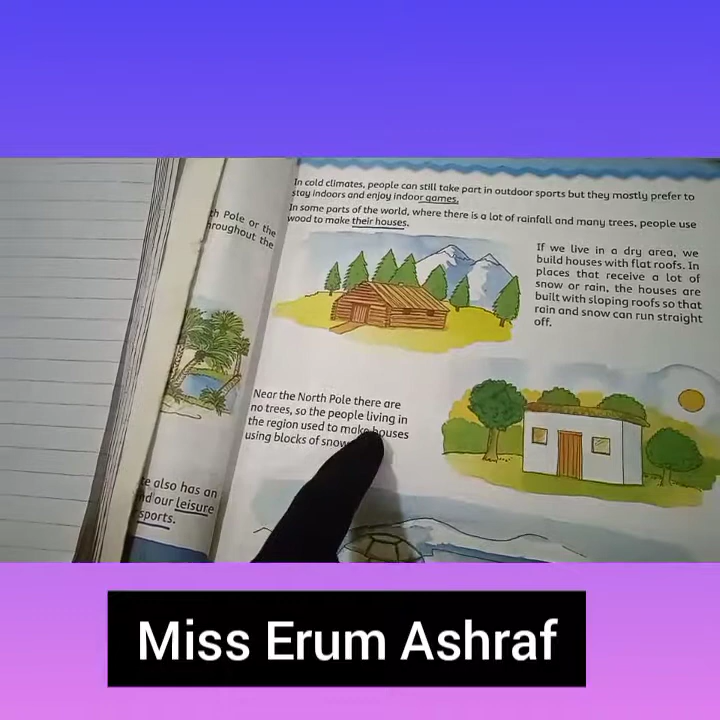 th Pole or the
hroughout the
te also has an
nd our leisure
sports.
In cold climates, people can still take part in outdoor sports but they mostly prefer to
stay indoors and enjoy indoor games.
In some parts of the world, where there is a lot of rainfall and many trees, people use
wood to make their houses.
If we live in a dry area, we
build houses with flat roofs. In
places that receive a lot of
snow or rain, the houses are
built with sloping roofs so that
rain and snow can run straight
off.
Near the North Pole there are
no trees, so the people living in
the region used to make houses
using blocks of snow
Miss Erum Ashraf